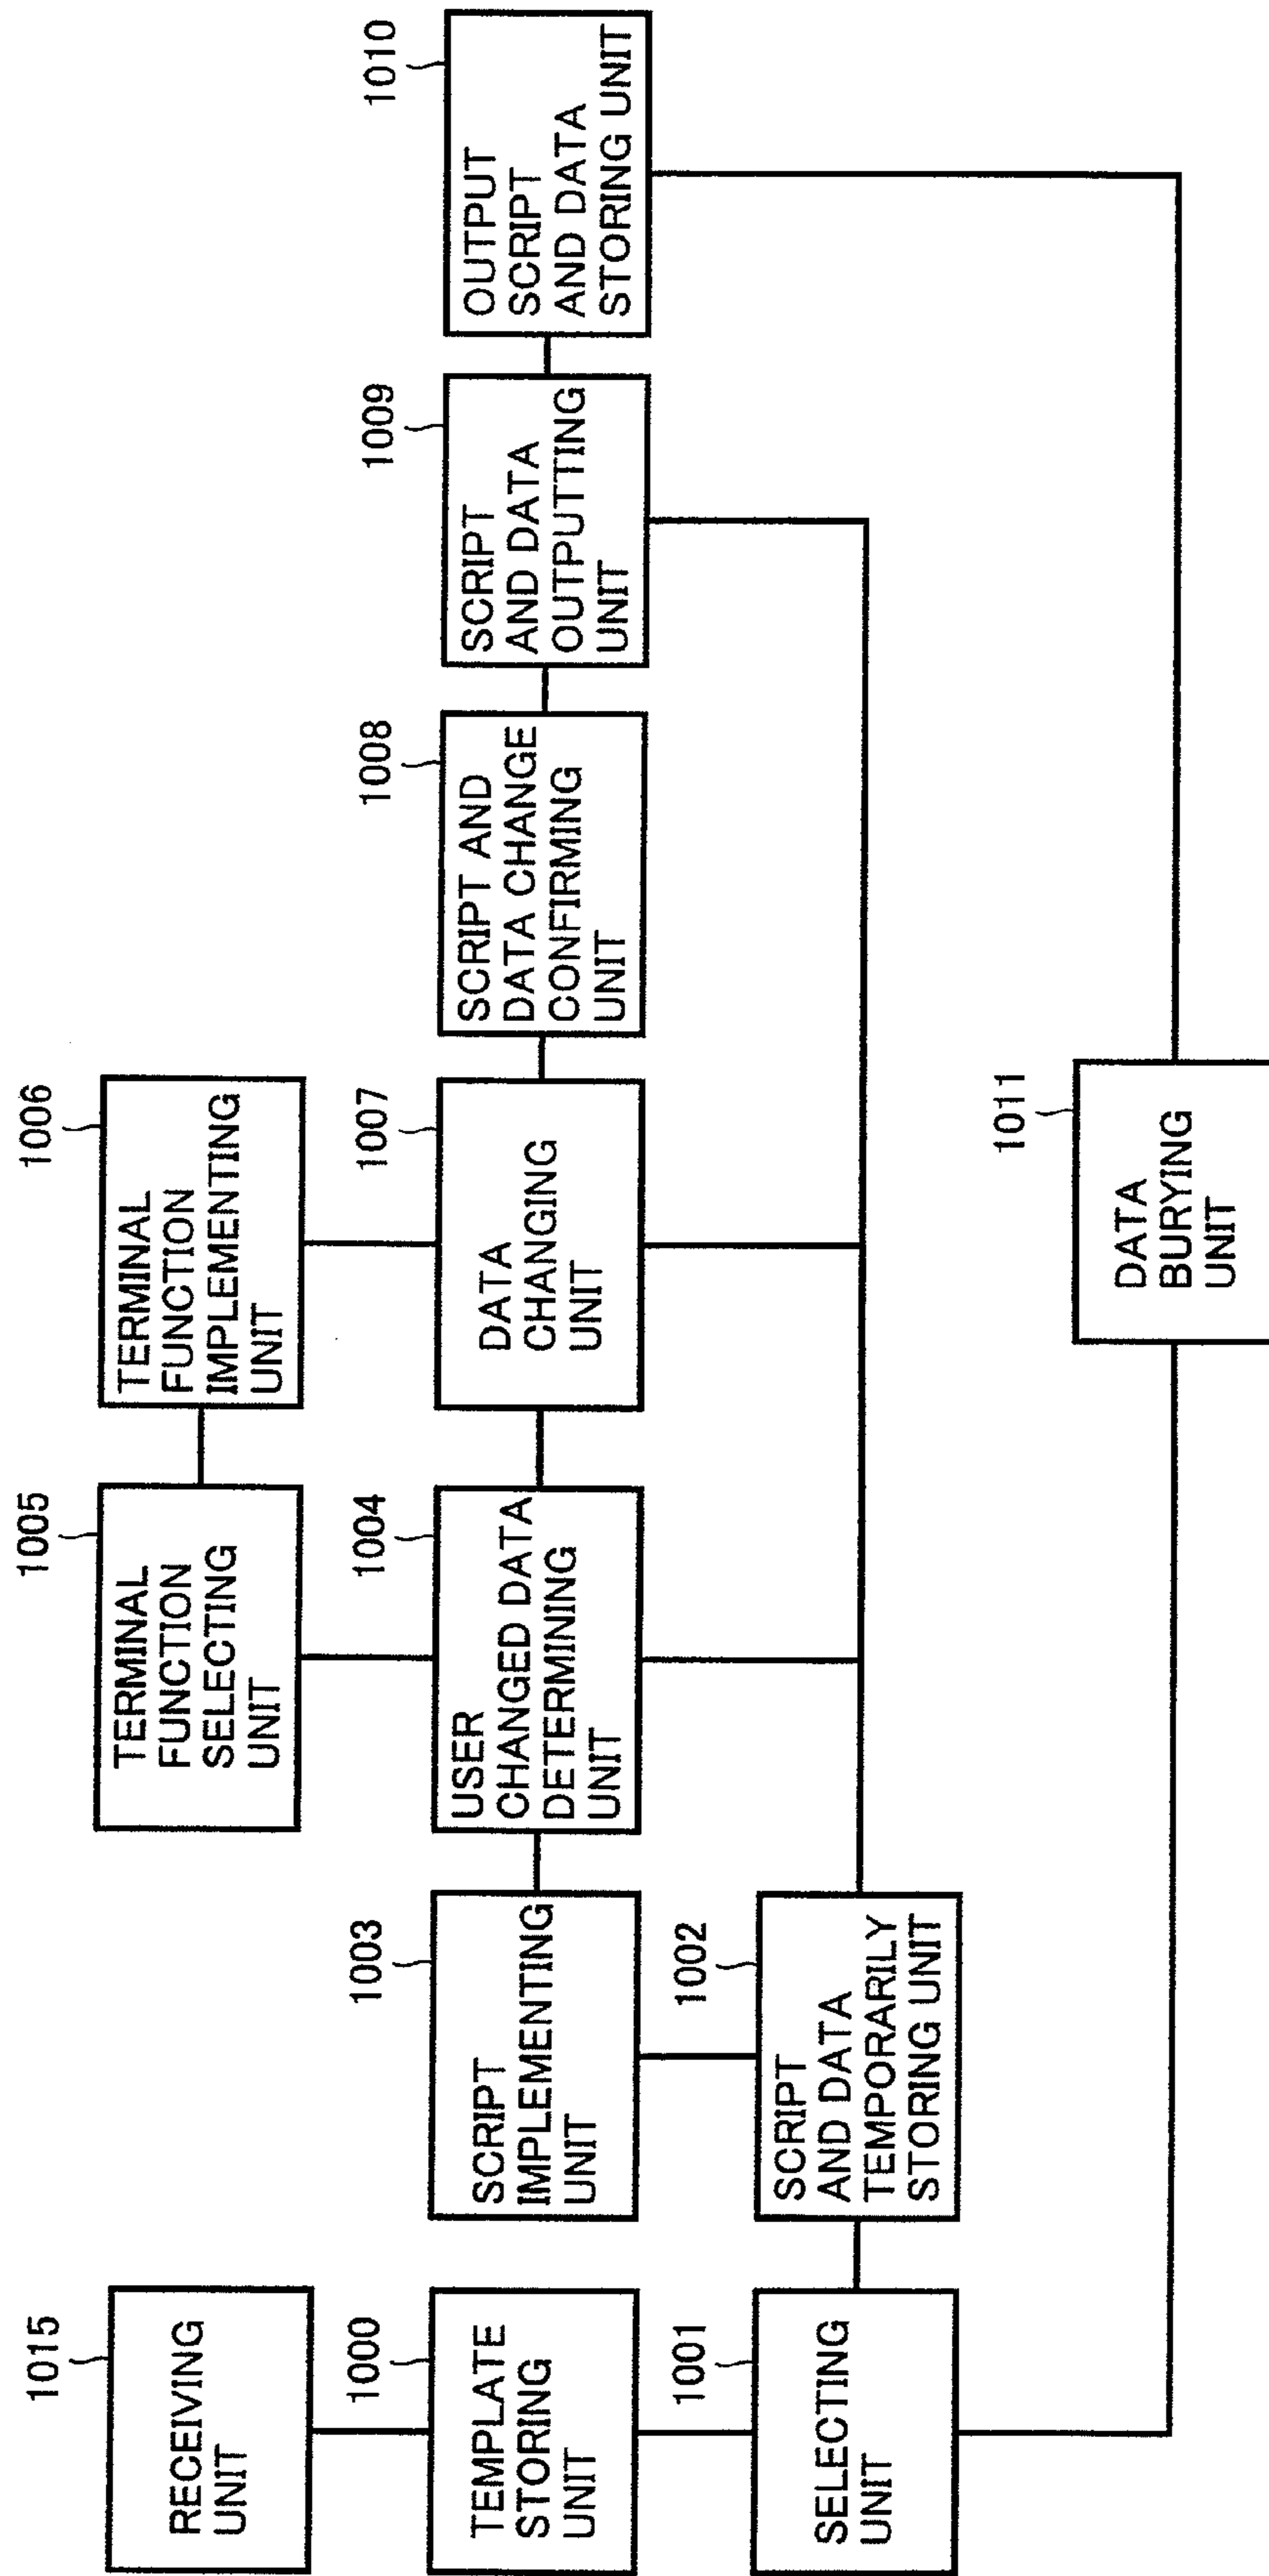 1015
RECEIVING
UNIT
1000
TEMPLATE
STORING
UNIT
1001
SELECTING
UNIT
1003
SCRIPT
IMPLEMENTING
UNIT
1002
SCRIPT
AND DATA
TEMPORARILY
STORING UNIT
1005
TERMINAL
FUNCTION
SELECTING
UNIT
1004
USER
CHANGED DATA
DETERMINING
UNIT
1006
TERMINAL
FUNCTION
IMPLEMENTING
UNIT
1007
DATA
CHANGING
UNIT
1008
SCRIPT AND
DATA CHANGE
CONFIRMING
UNIT
1009
SCRIPT
AND DATA
OUTPUTTING
UNIT
1010
OUTPUT
SCRIPT
AND DATA
STORING UNIT
1011
DATA
BURYING
UNIT